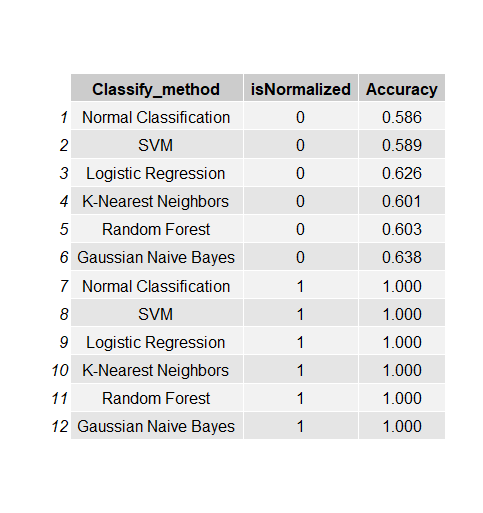 Classify_method isNormalized Accuracy
1 Normal Classification 0 0.586
2 SVM 0 0.589
3 Logistic Regression 0 0.626
4 K-Nearest Neighbors 0 0.601
5 Random Forest 0 0.603
6 Gaussian Naive Bayes 0 0.638
7 Normal Classification 1 1.000
8 SVM 1 1.000
9 Logistic Regression 1 1.000
10 K-Nearest Neighbors 1 1.000
11 Random Forest 1 1.000
12 Gaussian Naive Bayes 1 1.000